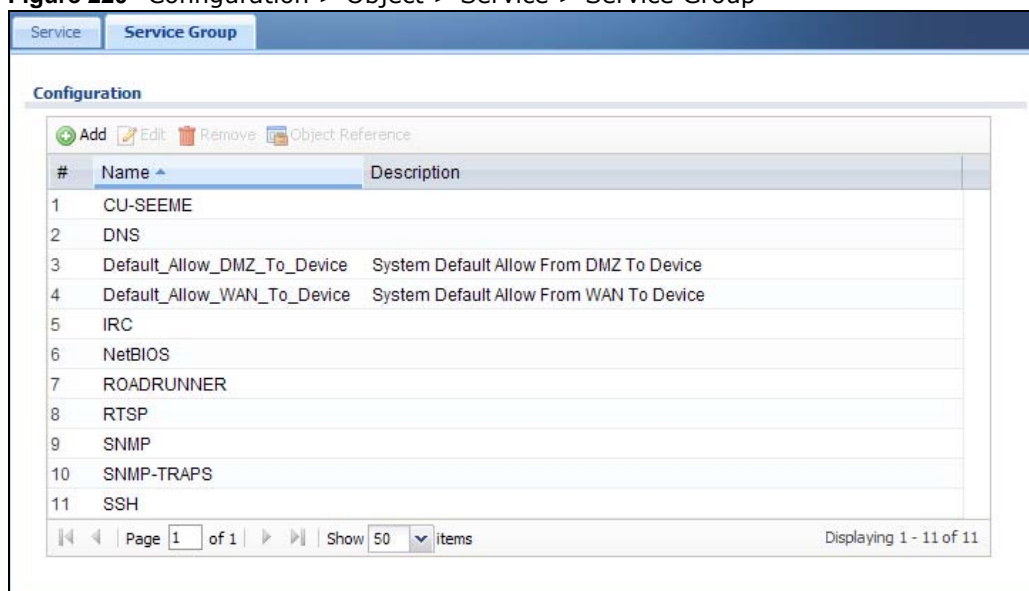 Figure 220 Configuration > Object > Service > Service Group
Service Service Group
Configuration
Add Edit Remove Object Reference
# Name Description
1 CU-SEEME
2 DNS
3 Default_Allow_DMZ_To_Device System Default Allow From DMZ To Device
4 Default_Allow_WAN_To_Device System Default Allow From WAN To Device
5 IRC
6 NetBIOS
7 ROADRUNNER
8 RTSP
9 SNMP
10 SNMP-TRAPS
11 SSH
Page 1 of 1 Show 50 items Displaying 1 - 11 of 11